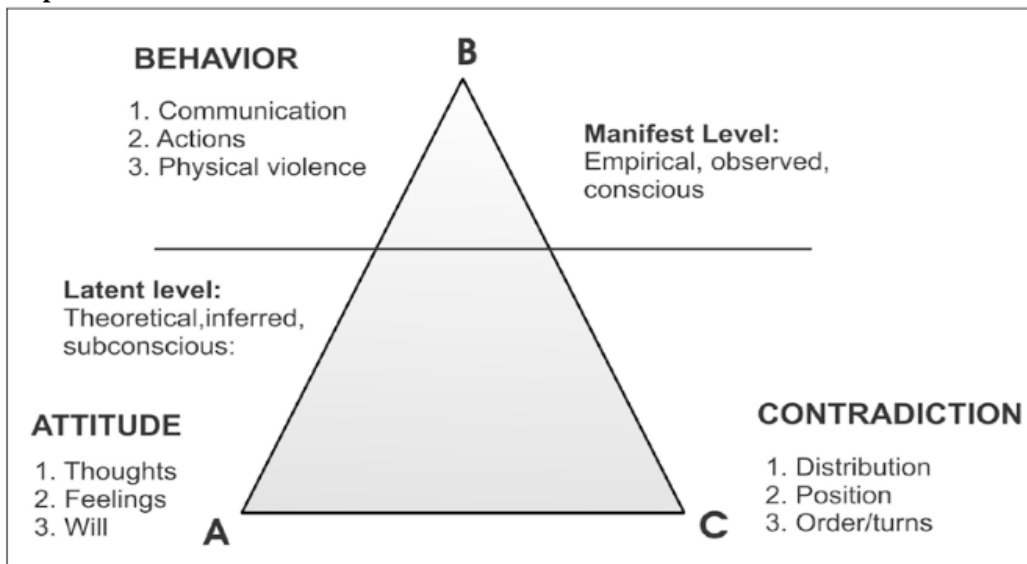 BEHAVIOR
1. Communication
2. Actions
3. Physical violence
B
Manifest Level:
Empirical, observed,
conscious
Latent level:
Theoretical,inferred,
subconscious:
ATTITUDE
1. Thoughts
2. Feelings
3. Will
A
C
CONTRADICTION
1. Distribution
2. Position
3. Order/turns